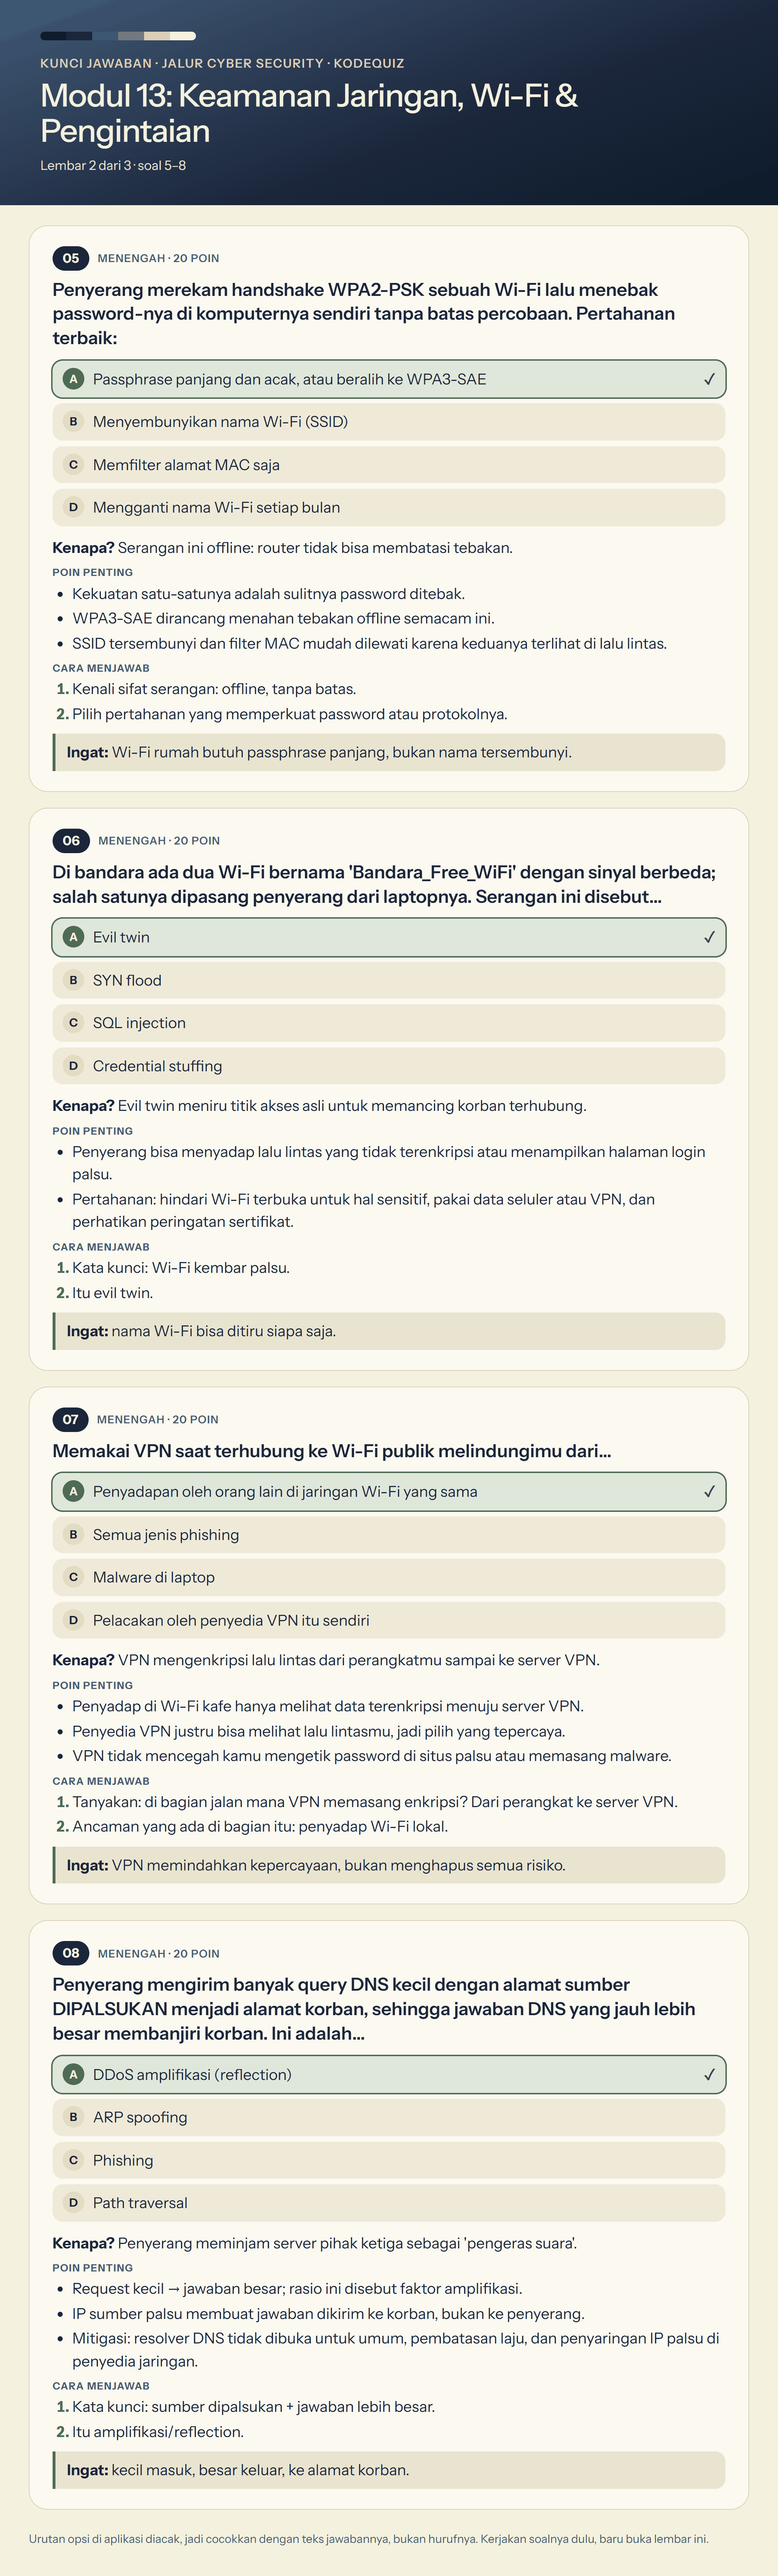 KUNCI JAWABAN · JALUR CYBER SECURITY · KODEQUIZ
Modul 13: Keamanan Jaringan, Wi-Fi &
Pengintaian
Lembar 2 dari 3 · soal 5–8
05 MENENGAH · 20 POIN
Penyerang merekam handshake WPA2-PSK sebuah Wi-Fi lalu menebak
password-nya di komputernya sendiri tanpa batas percobaan. Pertahanan
terbaik:
A Passphrase panjang dan acak, atau beralih ke WPA3-SAE ✓
B Menyembunyikan nama Wi-Fi (SSID)
C Memfilter alamat MAC saja
D Mengganti nama Wi-Fi setiap bulan
Kenapa? Serangan ini offline: router tidak bisa membatasi tebakan.
POIN PENTING
• Kekuatan satu-satunya adalah sulitnya password ditebak.
• WPA3-SAE dirancang menahan tebakan offline semacam ini.
• SSID tersembunyi dan filter MAC mudah dilewati karena keduanya terlihat di lalu lintas.
CARA MENJAWAB
1. Kenali sifat serangan: offline, tanpa batas.
2. Pilih pertahanan yang memperkuat password atau protokolnya.
Ingat: Wi-Fi rumah butuh passphrase panjang, bukan nama tersembunyi.
06 MENENGAH · 20 POIN
Di bandara ada dua Wi-Fi bernama 'Bandara_Free_WiFi' dengan sinyal berbeda;
salah satunya dipasang penyerang dari laptopnya. Serangan ini disebut...
A Evil twin ✓
B SYN flood
C SQL injection
D Credential stuffing
Kenapa? Evil twin meniru titik akses asli untuk memancing korban terhubung.
POIN PENTING
• Penyerang bisa menyadap lalu lintas yang tidak terenkripsi atau menampilkan halaman login
palsu.
• Pertahanan: hindari Wi-Fi terbuka untuk hal sensitif, pakai data seluler atau VPN, dan
perhatikan peringatan sertifikat.
CARA MENJAWAB
1. Kata kunci: Wi-Fi kembar palsu.
2. Itu evil twin.
Ingat: nama Wi-Fi bisa ditiru siapa saja.
07 MENENGAH · 20 POIN
Memakai VPN saat terhubung ke Wi-Fi publik melindungimu dari...
A Penyadapan oleh orang lain di jaringan Wi-Fi yang sama ✓
B Semua jenis phishing
C Malware di laptop
D Pelacakan oleh penyedia VPN itu sendiri
Kenapa? VPN mengenkripsi lalu lintas dari perangkatmu sampai ke server VPN.
POIN PENTING
• Penyadap di Wi-Fi kafe hanya melihat data terenkripsi menuju server VPN.
• Penyedia VPN justru bisa melihat lalu lintasmu, jadi pilih yang tepercaya.
• VPN tidak mencegah kamu mengetik password di situs palsu atau memasang malware.
CARA MENJAWAB
1. Tanyakan: di bagian jalan mana VPN memasang enkripsi? Dari perangkat ke server VPN.
2. Ancaman yang ada di bagian itu: penyadap Wi-Fi lokal.
Ingat: VPN memindahkan kepercayaan, bukan menghapus semua risiko.
08 MENENGAH · 20 POIN
Penyerang mengirim banyak query DNS kecil dengan alamat sumber
DIPALSUKAN menjadi alamat korban, sehingga jawaban DNS yang jauh lebih
besar membanjiri korban. Ini adalah...
A DDoS amplifikasi (reflection) ✓
B ARP spoofing
C Phishing
D Path traversal
Kenapa? Penyerang meminjam server pihak ketiga sebagai 'pengeras suara'.
POIN PENTING
• Request kecil → jawaban besar; rasio ini disebut faktor amplifikasi.
• IP sumber palsu membuat jawaban dikirim ke korban, bukan ke penyerang.
• Mitigasi: resolver DNS tidak dibuka untuk umum, pembatasan laju, dan penyaringan IP palsu di
penyedia jaringan.
CARA MENJAWAB
1. Kata kunci: sumber dipalsukan + jawaban lebih besar.
2. Itu amplifikasi/reflection.
Ingat: kecil masuk, besar keluar, ke alamat korban.
Urutan opsi di aplikasi diacak, jadi cocokkan dengan teks jawabannya, bukan hurufnya. Kerjakan soalnya dulu, baru buka lembar ini.